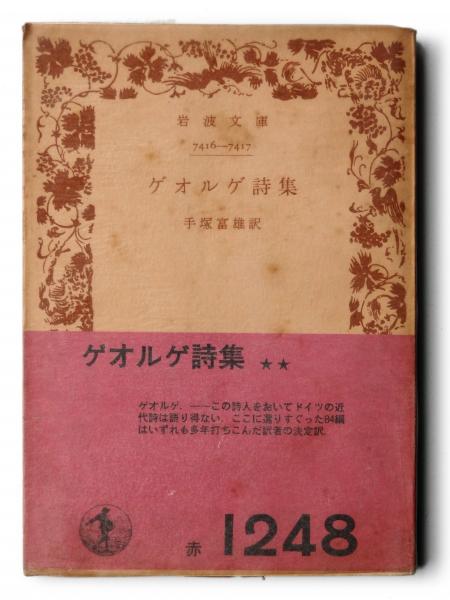 岩波文庫
7416—7417
ゲオルゲ詩集
手塚富雄訳
ゲオルゲ詩集 ★★
ゲオルゲ、——この詩人をおいてドイツの近
代詩は語り得ない。ここに選りすぐった84編
はいずれも多年打ちこんだ訳者の決定訳。
赤 1248